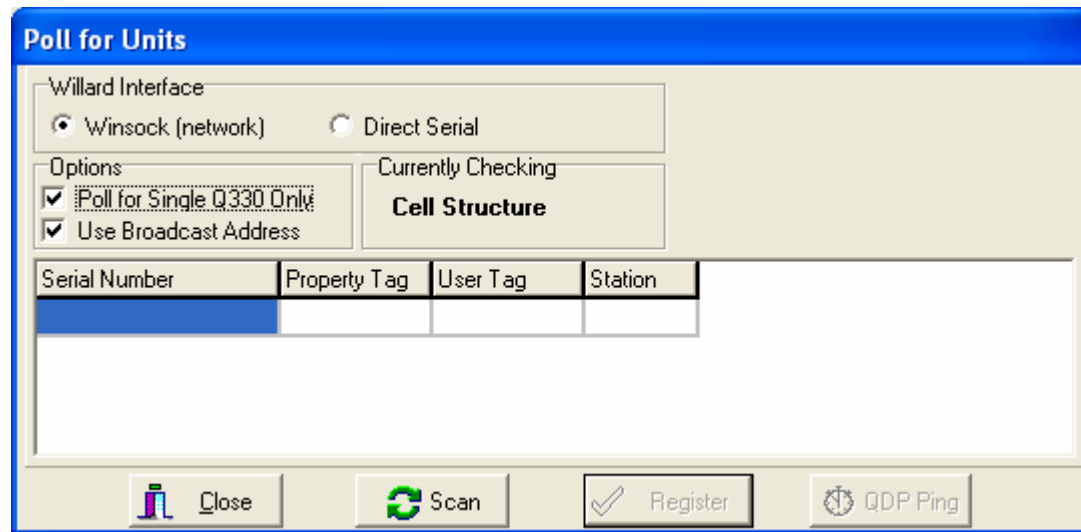 Poll for Units
Willard Interface
Winsock (network) Direct Serial
Options Currently Checking
Poll for Single Q330 Only Cell Structure
Use Broadcast Address
Serial Number Property Tag User Tag Station
Close Scan Register QDP Ping